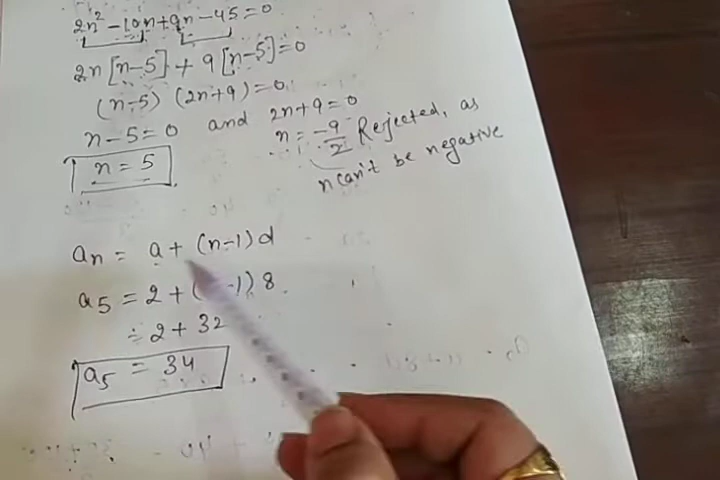 2n² - 10n + 9n - 45 = 0
2n [n-5] + 9 [n-5] = 0
(n-5) (2n+9) = 0
n - 5 = 0 and 2n + 9 = 0
n = 5
n = -9/2 Rejected, as
n can't be negative
an = a + (n-1)d
a5 = 2 + ( -1) 8
= 2 + 32
a5 = 34